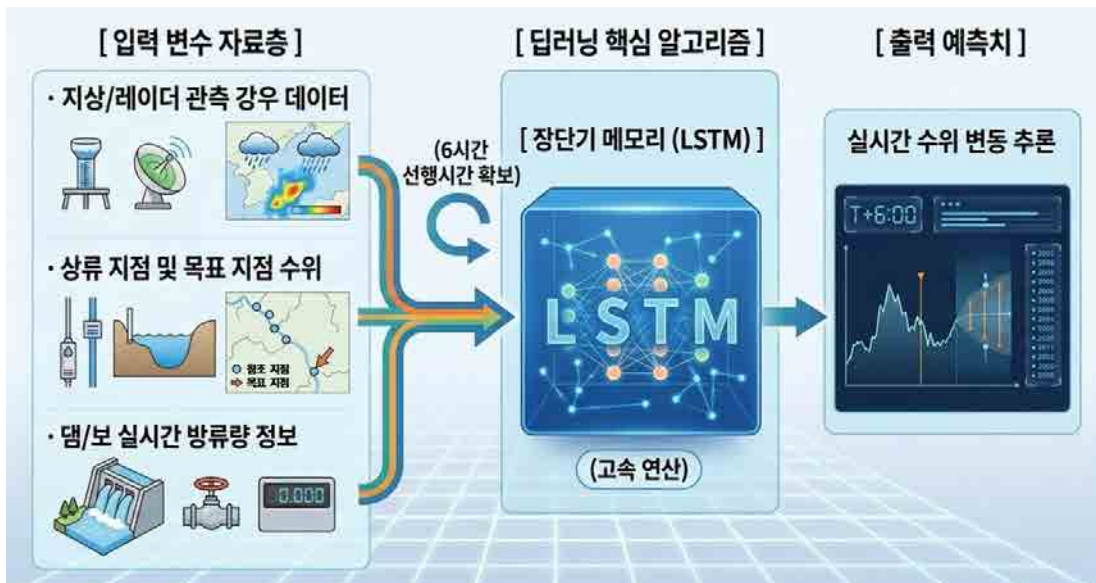 [ 입력 변수 자료층 ]
· 지상/레이더 관측 강우 데이터
· 상류 지점 및 목표 지점 수위
참조 지점
목표 지점
· 댐/보 실시간 방류량 정보
0.000
(6시간
선행시간 확보)
[ 딥러닝 핵심 알고리즘 ]
[ 장단기 메모리 (LSTM) ]
LSTM
(고속 연산)
[ 출력 예측치 ]
실시간 수위 변동 추론
T+6:00